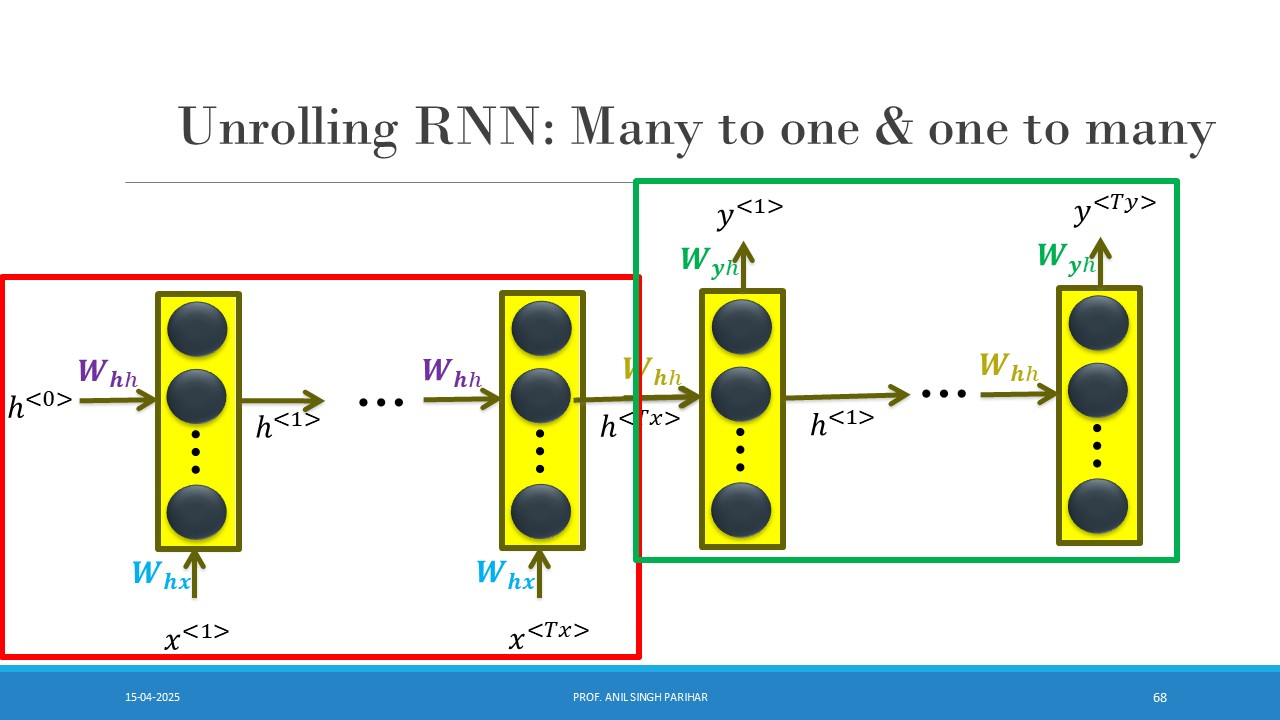 Unrolling RNN: Many to one & one to many
y<1>
y<Ty>
Wyh
Wyh
Whh
Whh
Whh
Whh
h<0>
h<1>
...
h<Tx>
h<1>
...
Whx
Whx
x<1>
x<Tx>
15-04-2025
PROF. ANIL SINGH PARIHAR
68